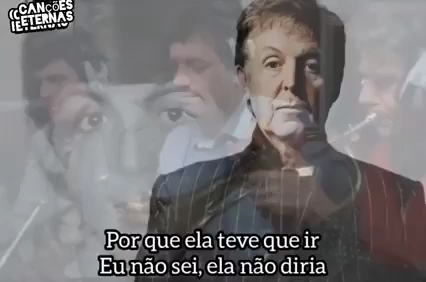 CANÇÕES
ETERNAS
Por que ela teve que ir
Eu não sei, ela não diria